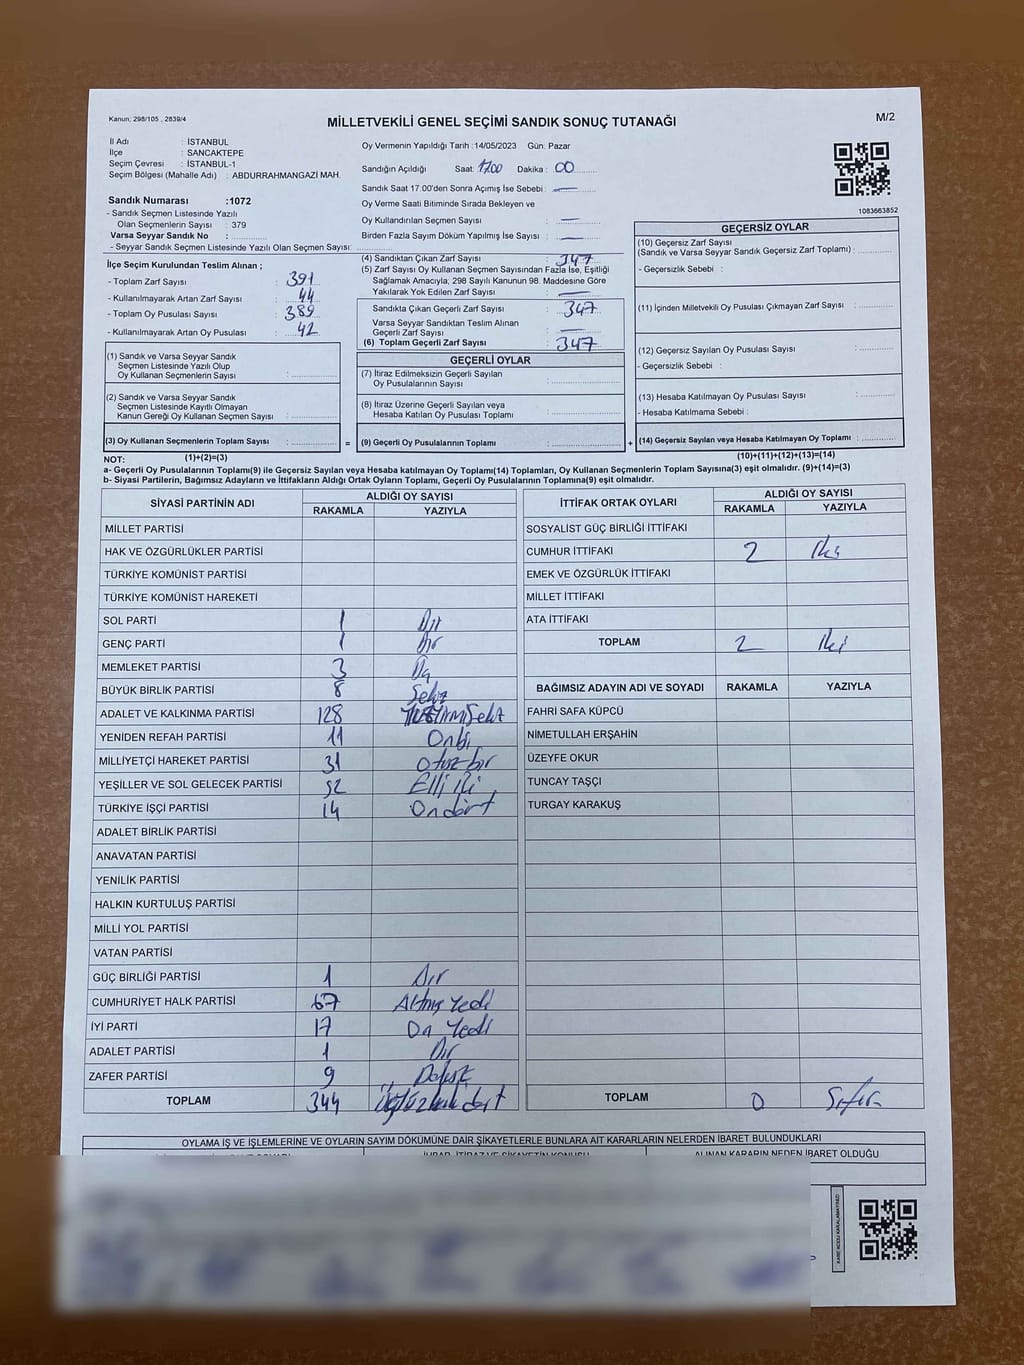 Kanun; 298/105 , 2839/4
MİLLETVEKİLİ GENEL SEÇİMİ SANDIK SONUÇ TUTANAĞI
M/2
İl Adı : İSTANBUL
İlçe : SANCAKTEPE
Seçim Çevresi : İSTANBUL-1
Seçim Bölgesi (Mahalle Adı) : ABDURRAHMANGAZİ MAH.
Sandık Numarası :1072
- Sandık Seçmen Listesinde Yazılı
Olan Seçmenlerin Sayısı : 379
Varsa Seyyar Sandık No :
- Seyyar Sandık Seçmen Listesinde Yazılı Olan Seçmen Sayısı:
Oy Vermenin Yapıldığı Tarih :14/05/2023 Gün: Pazar
Sandığın Açıldığı Saat: 17.00 Dakika : 00
Sandık Saat 17.00'den Sonra Açımış İse Sebebi : —
Oy Verme Saati Bitiminde Sırada Bekleyen ve
Oy Kullandırılan Seçmen Sayısı : —
Birden Fazla Sayım Döküm Yapılmış İse Sayısı : —
1083663852
İlçe Seçim Kurulundan Teslim Alınan ;
- Toplam Zarf Sayısı : 391
- Kullanılmayarak Artan Zarf Sayısı : 44
- Toplam Oy Pusulası Sayısı : 389
- Kullanılmayarak Artan Oy Pusulası : 42
(4) Sandıktan Çıkan Zarf Sayısı : 347
(5) Zarf Sayısı Oy Kullanan Seçmen Sayısından Fazla İse, Eşitliği
Sağlamak Amacıyla, 298 Sayılı Kanunun 98. Maddesine Göre
Yakılarak Yok Edilen Zarf Sayısı : —
Sandıkta Çıkan Geçerli Zarf Sayısı : 347
Varsa Seyyar Sandıktan Teslim Alınan
Geçerli Zarf Sayısı : —
(6) Toplam Geçerli Zarf Sayısı : 347
GEÇERSİZ OYLAR
(10) Geçersiz Zarf Sayısı
(Sandık ve Varsa Seyyar Sandık Geçersiz Zarf Toplamı) :
- Geçersizlik Sebebi :
(11) İçinden Milletvekili Oy Pusulası Çıkmayan Zarf Sayısı :
(12) Geçersiz Sayılan Oy Pusulası Sayısı :
- Geçersizlik Sebebi :
(13) Hesaba Katılmayan Oy Pusulası Sayısı :
- Hesaba Katılmama Sebebi :
(14) Geçersiz Sayılan veya Hesaba Katılmayan Oy Toplamı :
(1) Sandık ve Varsa Seyyar Sandık
Seçmen Listesinde Yazılı Olup
Oy Kullanan Seçmenlerin Sayısı :
(2) Sandık ve Varsa Seyyar Sandık
Seçmen Listesinde Kayıtlı Olmayan
Kanun Gereği Oy Kullanan Seçmen Sayısı :
(3) Oy Kullanan Seçmenlerin Toplam Sayısı : =
GEÇERLİ OYLAR
(7) İtiraz Edilmeksizin Geçerli Sayılan
Oy Pusulalarının Sayısı :
(8) İtiraz Üzerine Geçerli Sayılan veya
Hesaba Katılan Oy Pusulası Toplamı :
(9) Geçerli Oy Pusulalarının Toplamı : +
NOT: (1)+(2)=(3) (10)+(11)+(12)+(13)=(14)
a- Geçerli Oy Pusulalarının Toplamı(9) ile Geçersiz Sayılan veya Hesaba katılmayan Oy Toplamı(14) Toplamları, Oy Kullanan Seçmenlerin Toplam Sayısına(3) eşit olmalıdır. (9)+(14)=(3)
b- Siyasi Partilerin, Bağımsız Adayların ve İttifakların Aldığı Ortak Oyların Toplamı, Geçerli Oy Pusulalarının Toplamına(9) eşit olmalıdır.
SİYASİ PARTİNİN ADI ALDIĞI OY SAYISI
RAKAMLA YAZIYLA
MİLLET PARTİSİ
HAK VE ÖZGÜRLÜKLER PARTİSİ
TÜRKİYE KOMÜNİST PARTİSİ
TÜRKİYE KOMÜNİST HAREKETİ
SOL PARTİ 1 Bir
GENÇ PARTİ 1 Bir
MEMLEKET PARTİSİ 3 Üç
BÜYÜK BİRLİK PARTİSİ 8 Sekiz
ADALET VE KALKINMA PARTİSİ 128
YENİDEN REFAH PARTİSİ 11 Onbi
MİLLİYETÇİ HAREKET PARTİSİ 31 Otuz bir
YEŞİLLER VE SOL GELECEK PARTİSİ 52 Elli iki
TÜRKİYE İŞÇİ PARTİSİ 14 On dört
ADALET BİRLİK PARTİSİ
ANAVATAN PARTİSİ
YENİLİK PARTİSİ
HALKIN KURTULUŞ PARTİSİ
MİLLİ YOL PARTİSİ
VATAN PARTİSİ
GÜÇ BİRLİĞİ PARTİSİ 1 Bir
CUMHURİYET HALK PARTİSİ 67 Altmış Yedi
İYİ PARTİ 17 On Yedi
ADALET PARTİSİ 1 Bir
ZAFER PARTİSİ 9 Dokuz
TOPLAM 344 Üçyüz kırk dört
İTTİFAK ORTAK OYLARI ALDIĞI OY SAYISI
RAKAMLA YAZIYLA
SOSYALİST GÜÇ BİRLİĞİ İTTİFAKI
CUMHUR İTTİFAKI 2 İki
EMEK VE ÖZGÜRLÜK İTTİFAKI
MİLLET İTTİFAKI
ATA İTTİFAKI
TOPLAM 2 İki
BAĞIMSIZ ADAYIN ADI VE SOYADI RAKAMLA YAZIYLA
FAHRİ SAFA KÜPCÜ
NİMETULLAH ERŞAHİN
ÜZEYFE OKUR
TUNCAY TAŞÇI
TURGAY KARAKUŞ
TOPLAM 0 Sıfır
OYLAMA İŞ VE İŞLEMLERİNE VE OYLARIN SAYIM DÖKÜMÜNE DAİR ŞİKAYETLERLE BUNLARA AİT KARARLARIN NELERDEN İBARET BULUNDUKLARI
İHBAR, İTİRAZ VE ŞİKAYETİN KONUSU
ALINAN KARARIN NEDEN İBARET OLDUĞU